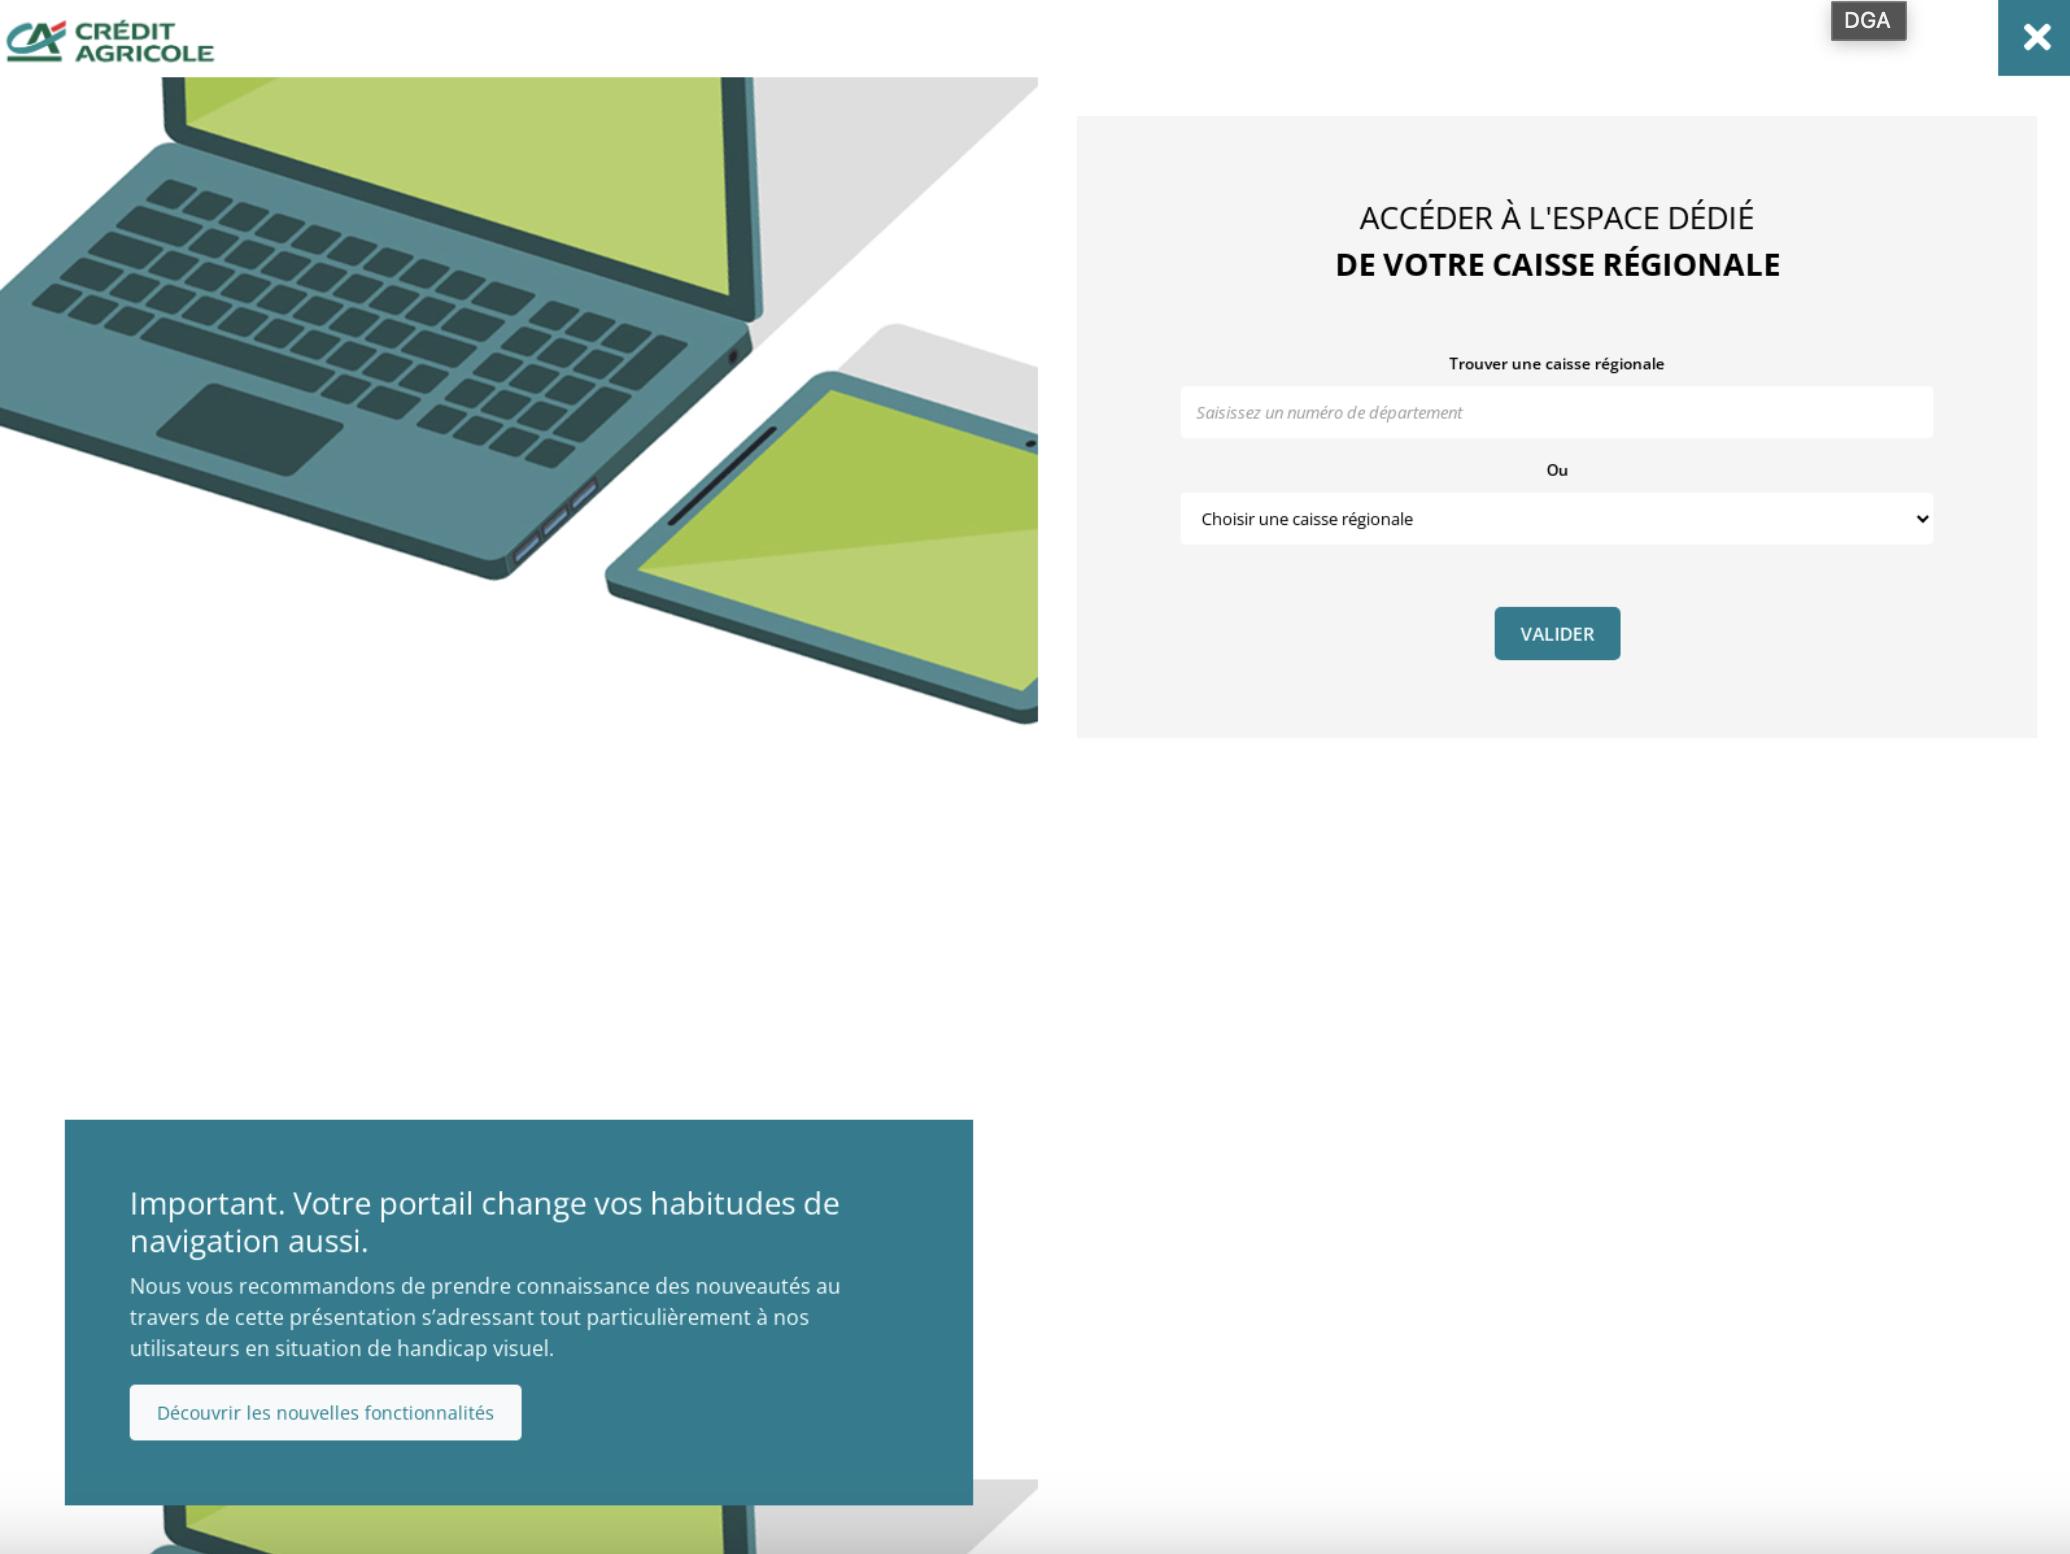 CRÉDIT
AGRICOLE
DGA
ACCÉDER À L'ESPACE DÉDIÉ
DE VOTRE CAISSE RÉGIONALE
Trouver une caisse régionale
Saisissez un numéro de département
Ou
Choisir une caisse régionale
VALIDER
Important. Votre portail change vos habitudes de
navigation aussi.
Nous vous recommandons de prendre connaissance des nouveautés au
travers de cette présentation s’adressant tout particulièrement à nos
utilisateurs en situation de handicap visuel.
Découvrir les nouvelles fonctionnalités